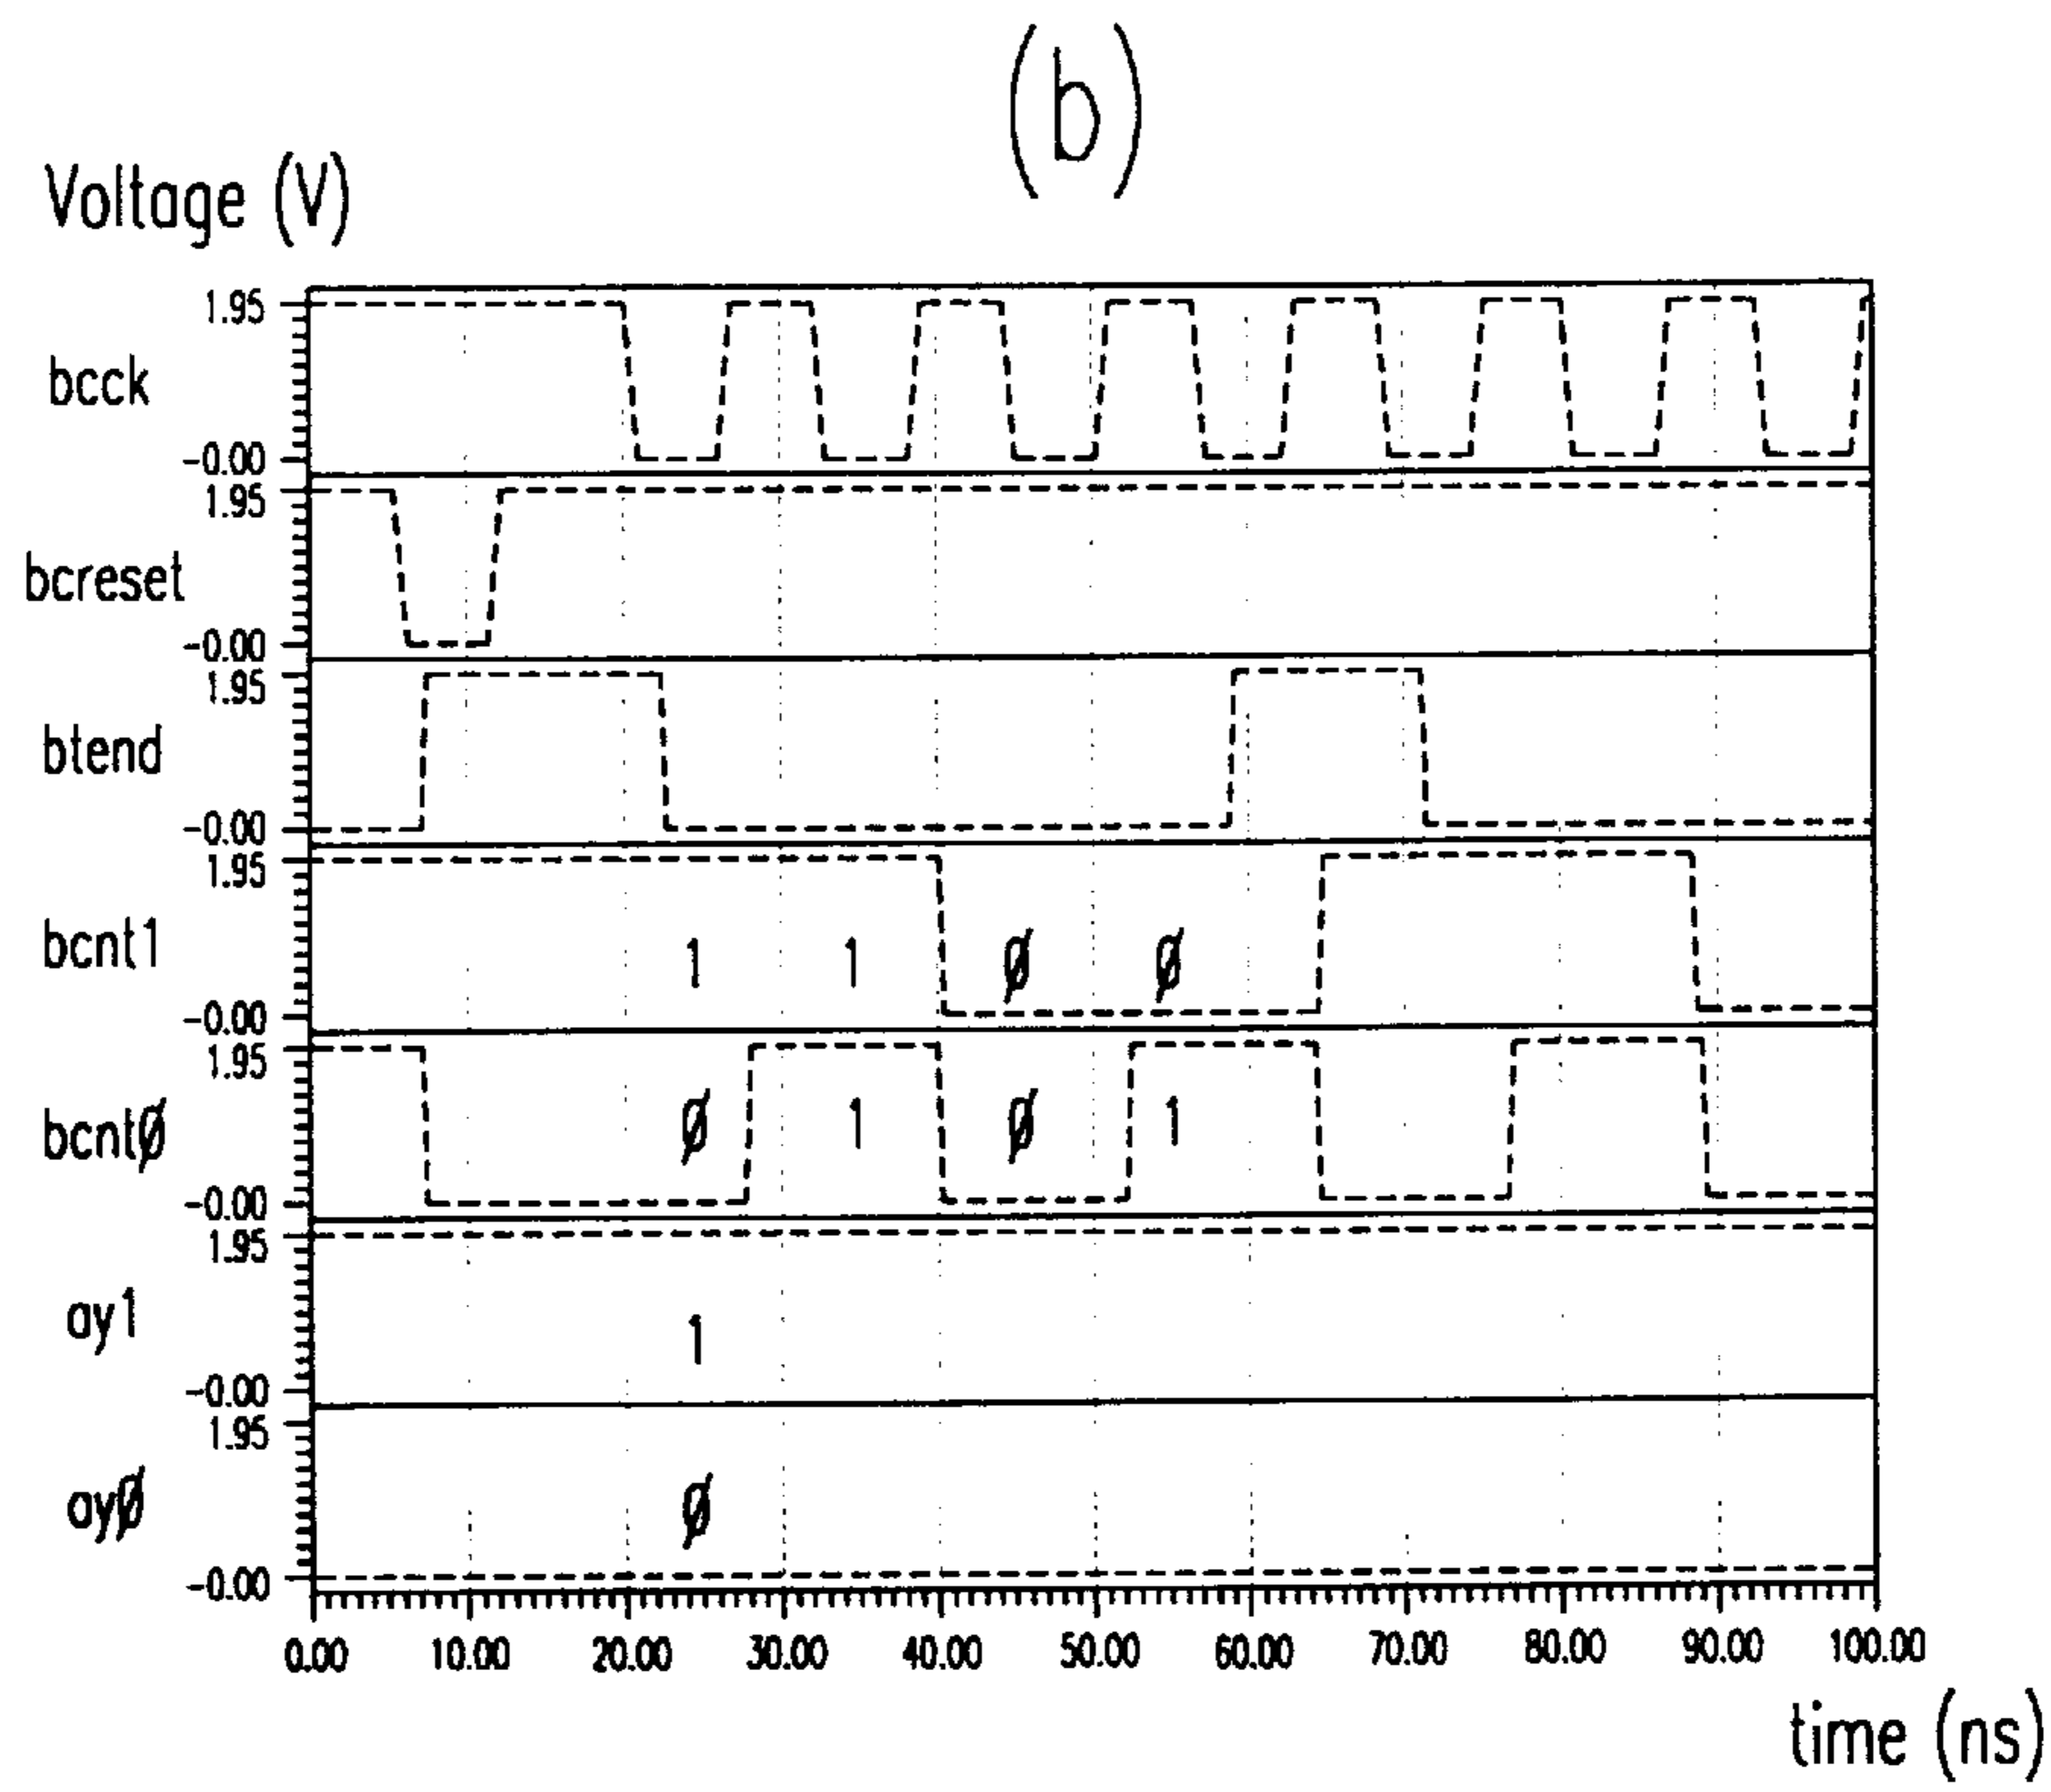 (b)
Voltage (V)
1.95
bcck
-0.00
1.95
bcreset
-0.00
1.95
btend
-0.00
1.95
bcnt1 1 1 Ø Ø
-0.00
1.95
bcntØ Ø 1 Ø 1
-0.00
1.95
ay1 1
-0.00
1.95
ayØ Ø
-0.00
0.00 10.00 20.00 30.00 40.00 50.00 60.00 70.00 80.00 90.00 100.00
time (ns)